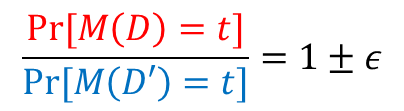 Pr[M(D) = t]
Pr[M(D′) = t]
= 1 ± ϵ